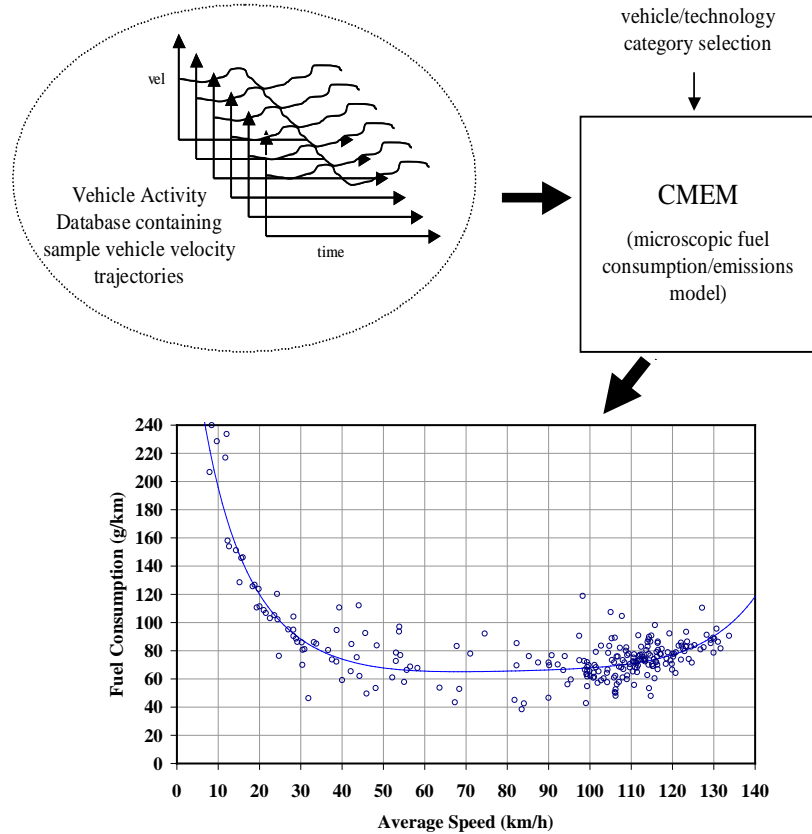 vehicle/technology
category selection
vel
Vehicle Activity
Database containing
sample vehicle velocity
trajectories
time
CMEM
(microscopic fuel
consumption/emissions
model)
Fuel Consumption (g/km)
240
220
200
180
160
140
120
100
80
60
40
20
0
0 10 20 30 40 50 60 70 80 90 100 110 120 130 140
Average Speed (km/h)